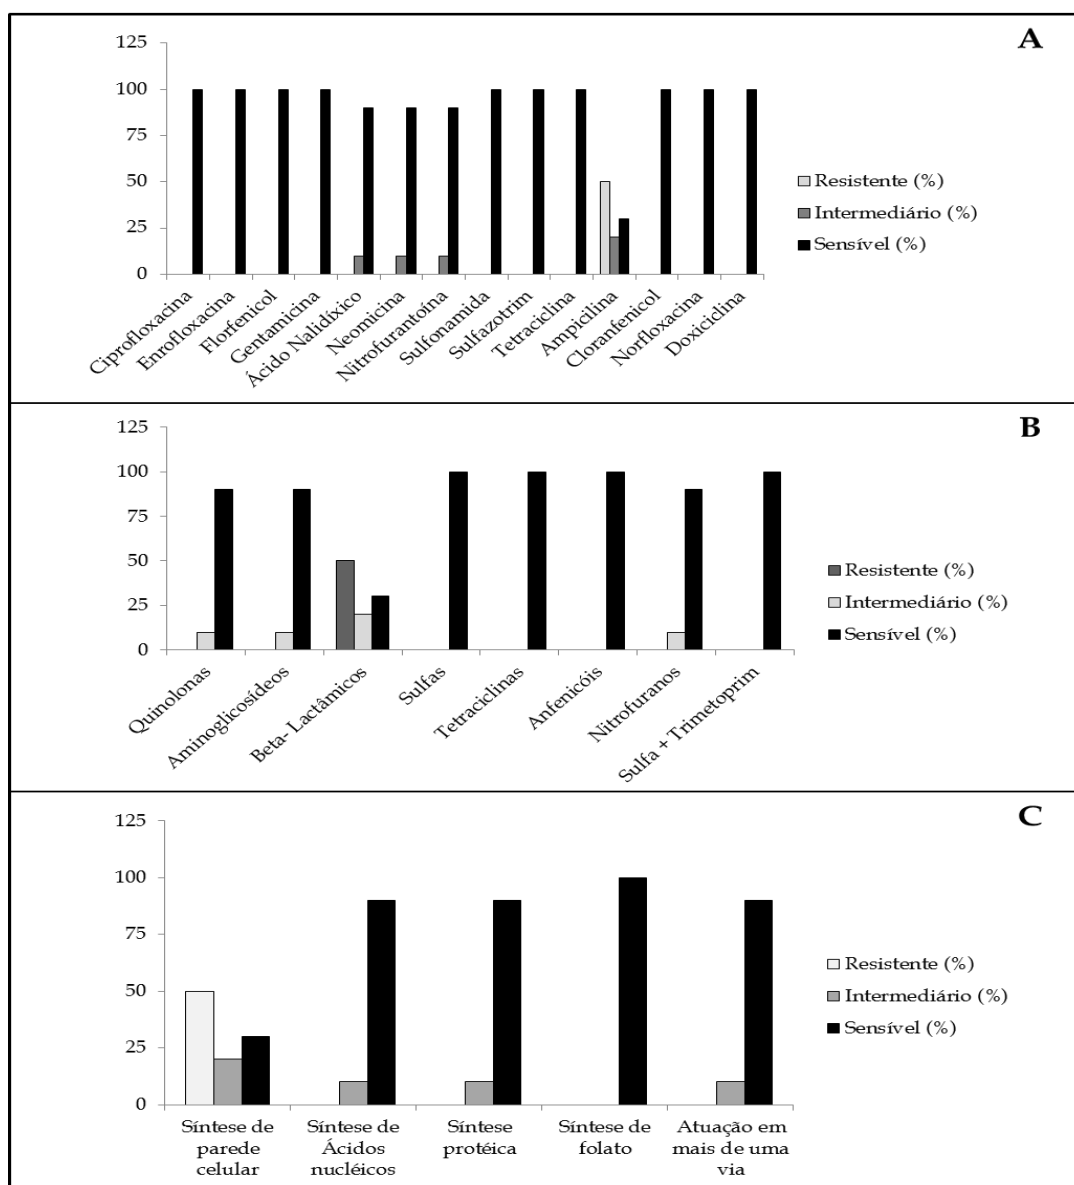 A
125
100
75
50
25
0
Ciprofloxacina
Enrofloxacina
Florfenicol
Gentamicina
Ácido Nalidíxico
Neomicina
Nitrofurantoína
Sulfonamida
Sulfazotrim
Tetraciclina
Ampicilina
Cloranfenicol
Norfloxacina
Doxiciclina
Resistente (%)
Intermediário (%)
Sensível (%)
B
125
100
75
50
25
0
Quinolonas
Aminoglicosídeos
Beta- Lactâmicos
Sulfas
Tetraciclinas
Anfenicóis
Nitrofuranos
Sulfa + Trimetoprim
Resistente (%)
Intermediário (%)
Sensível (%)
C
125
100
75
50
25
0
Síntese de
parede
celular
Síntese de
Ácidos
nucléicos
Síntese
protéica
Síntese de
folato
Atuação em
mais de uma
via
Resistente (%)
Intermediário (%)
Sensível (%)